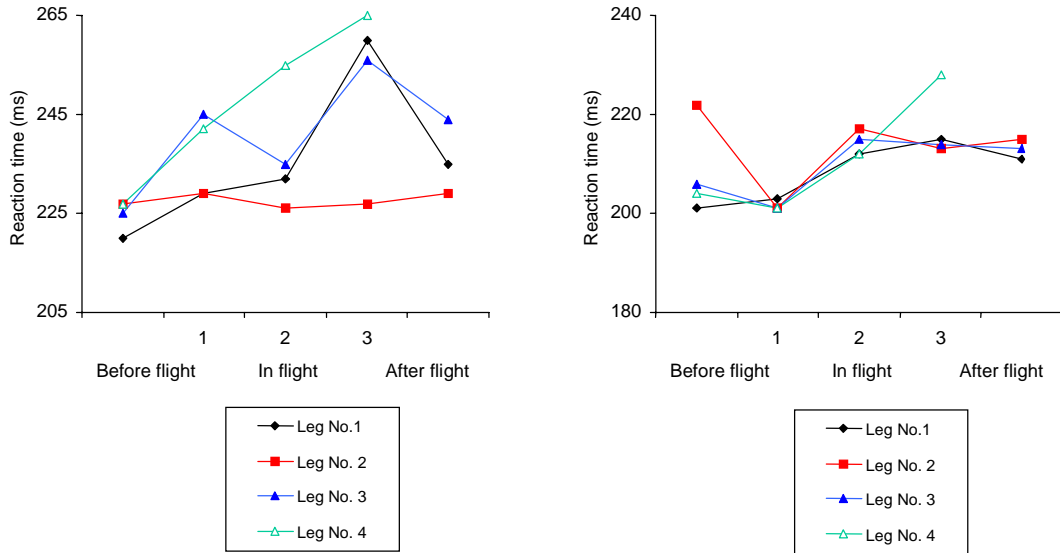 265
245
225
205
Reaction time (ms)
1 2 3
Before flight In flight After flight
Leg No.1
Leg No. 2
Leg No. 3
Leg No. 4
240
220
200
180
Reaction time (ms)
1 2 3
Before flight In flight After flight
Leg No.1
Leg No. 2
Leg No. 3
Leg No. 4